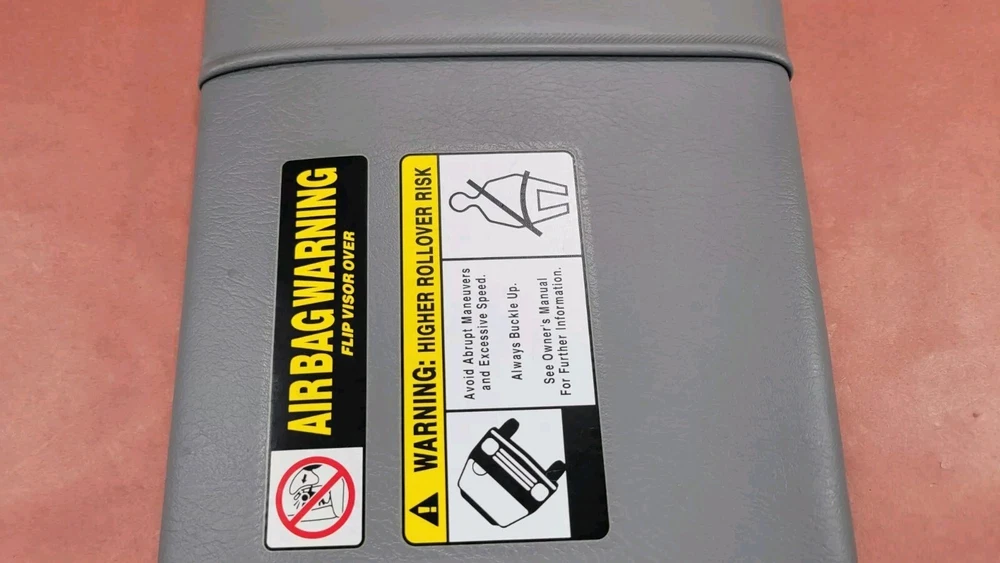 AIRBAG WARNING
FLIP VISOR OVER
WARNING: HIGHER ROLLOVER RISK
Avoid Abrupt Maneuvers
and Excessive Speed.
Always Buckle Up.
See Owner's Manual
For Further Information.